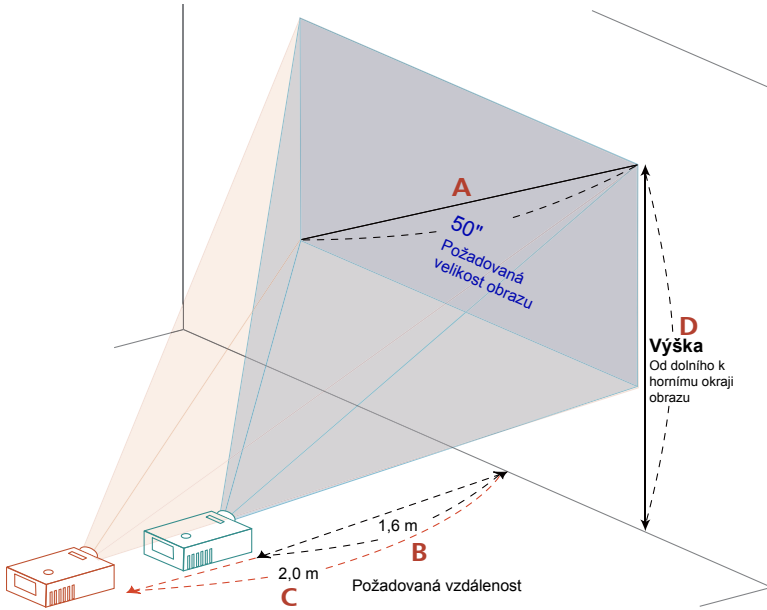 A
50"
Požadovaná
velikost obrazu
D
Výška
Od dolního k
hornímu okraji
obrazu
1,6 m
B
2,0 m
C
Požadovaná vzdálenost